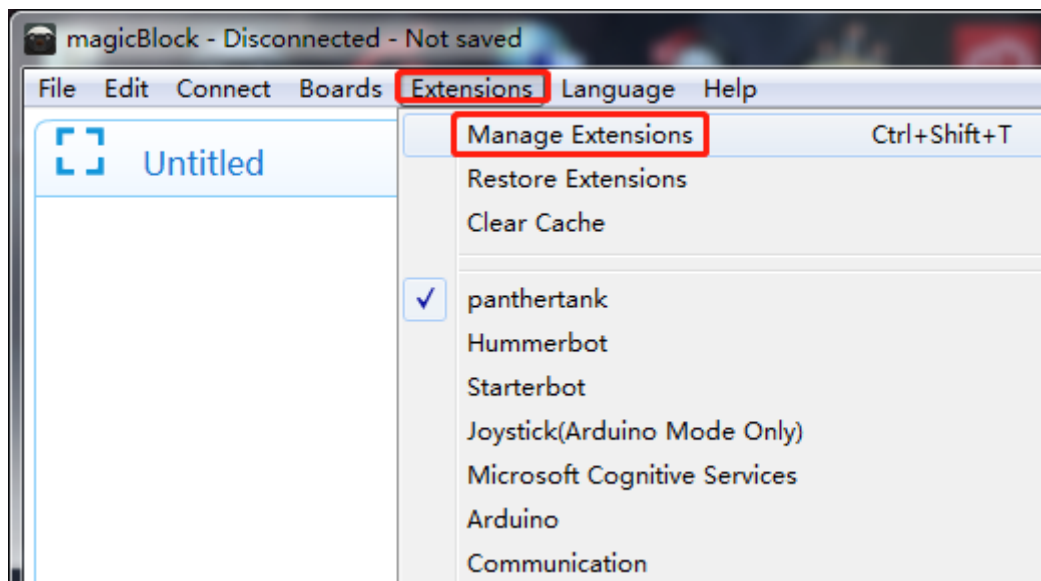 magicBlock - Disconnected - Not saved
File Edit Connect Boards Extensions Language Help
Untitled
Manage Extensions Ctrl+Shift+T
Restore Extensions
Clear Cache
panthertank
Hummerbot
Starterbot
Joystick(Arduino Mode Only)
Microsoft Cognitive Services
Arduino
Communication